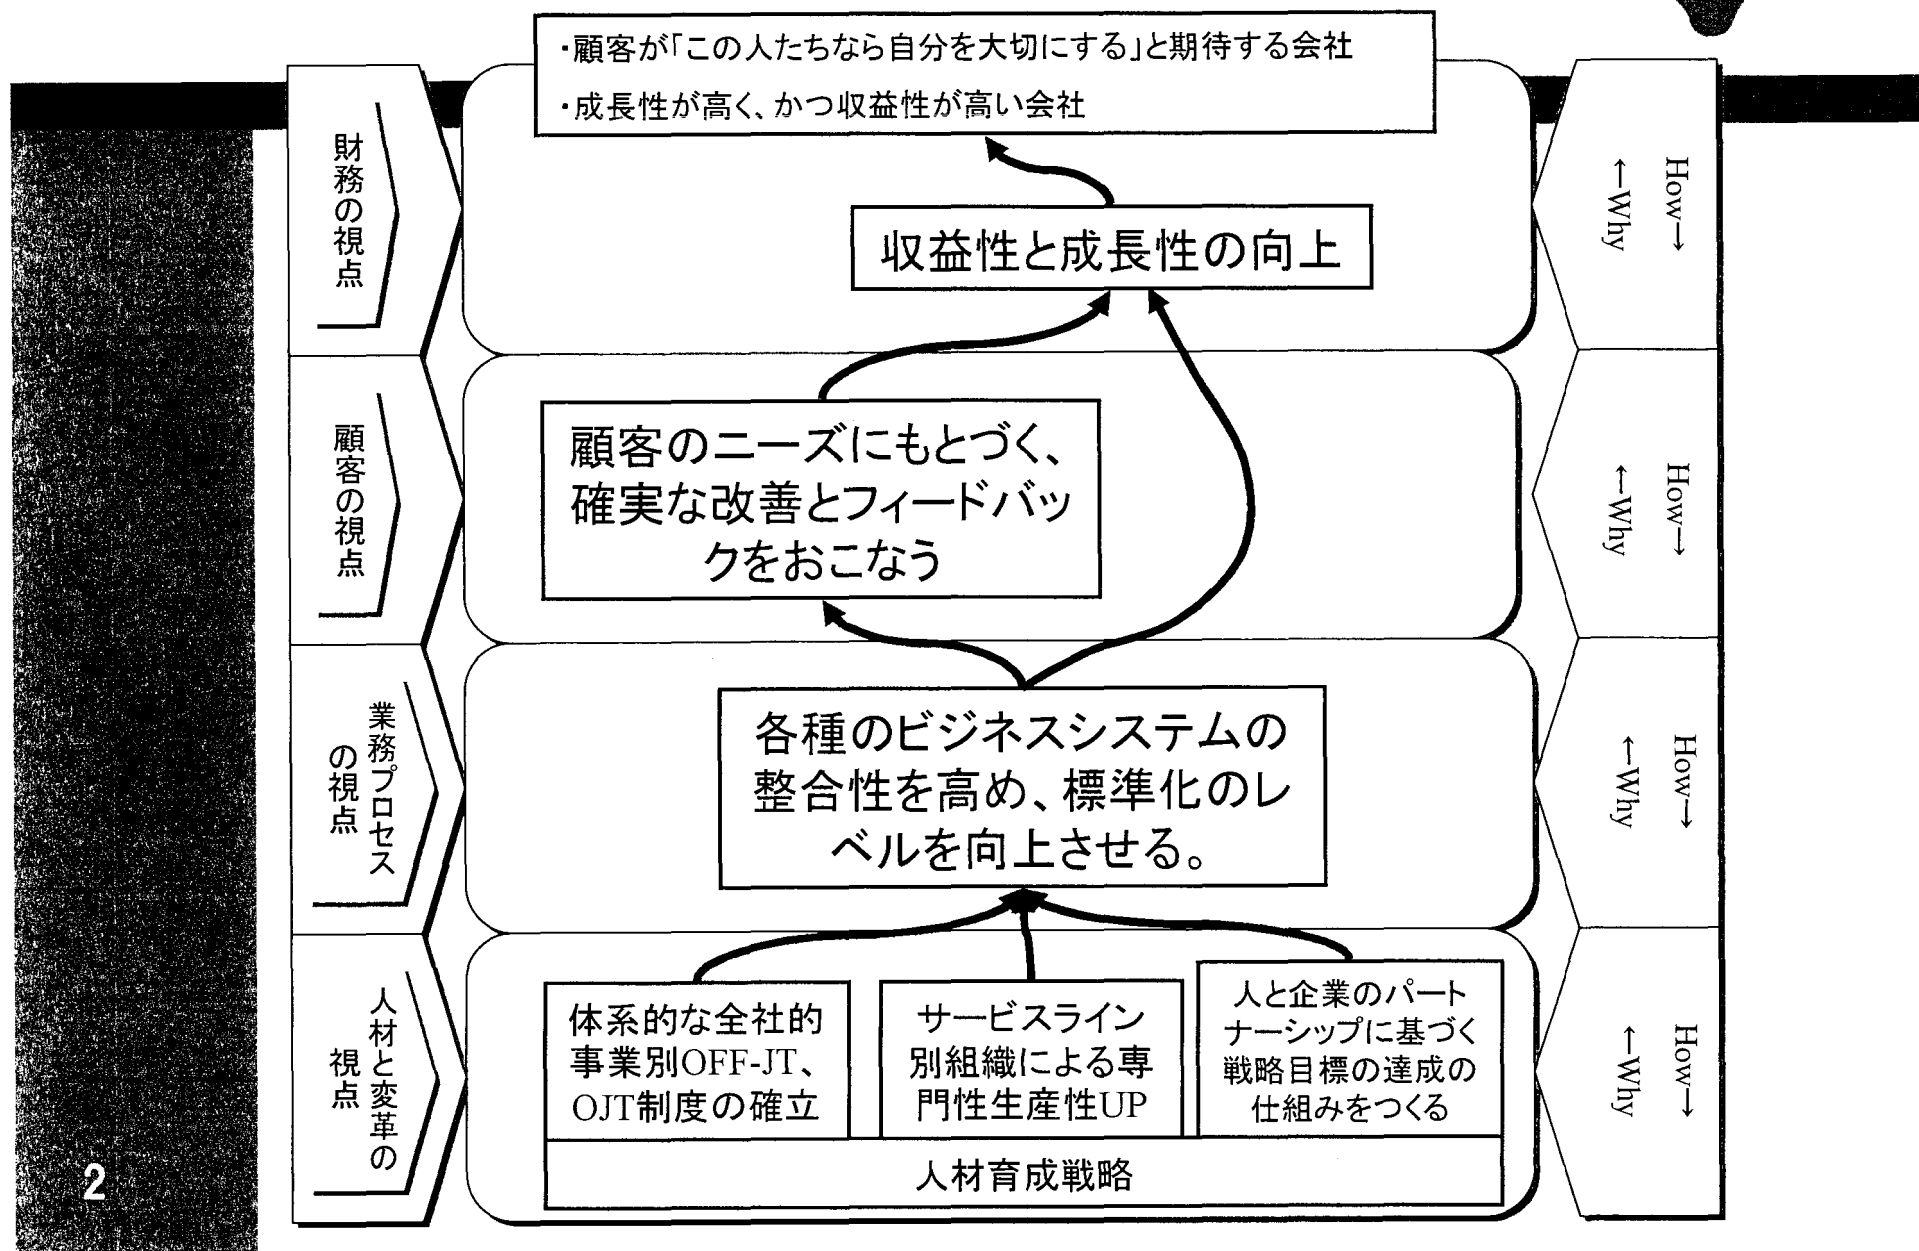 ・顧客が「この人たちなら自分を大切にする」と期待する会社
・成長性が高く、かつ収益性が高い会社
財務の視点
収益性と成長性の向上
How→
←Why
顧客の視点
顧客のニーズにもとづく、
確実な改善とフィードバッ
クをおこなう
How→
←Why
業務プロセス
の視点
各種のビジネスシステムの
整合性を高め、標準化のレ
ベルを向上させる。
How→
←Why
人材と変革の
視点
体系的な全社的
事業別OFF-JT、
OJT制度の確立
サービスライン
別組織による専
門性生産性UP
人と企業のパート
ナーシップに基づく
戦略目標の達成の
仕組みをつくる
人材育成戦略
How→
←Why
2